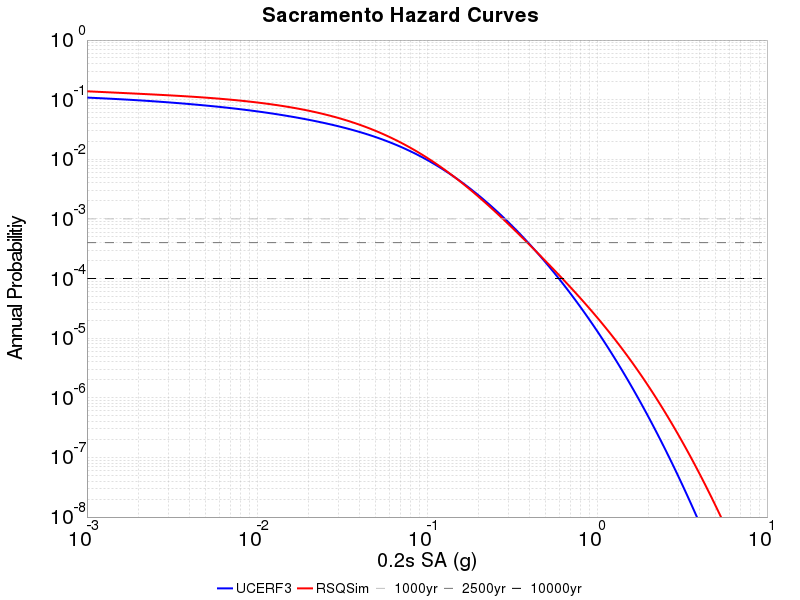 Sacramento Hazard Curves
10^0
10^-1
10^-2
10^-3
10^-4
10^-5
10^-6
10^-7
10^-8
Annual Probabilitiy
10^-3 10^-2 10^-1 10^0 10^1
0.2s SA (g)
UCERF3 RSQSim 1000yr 2500yr 10000yr